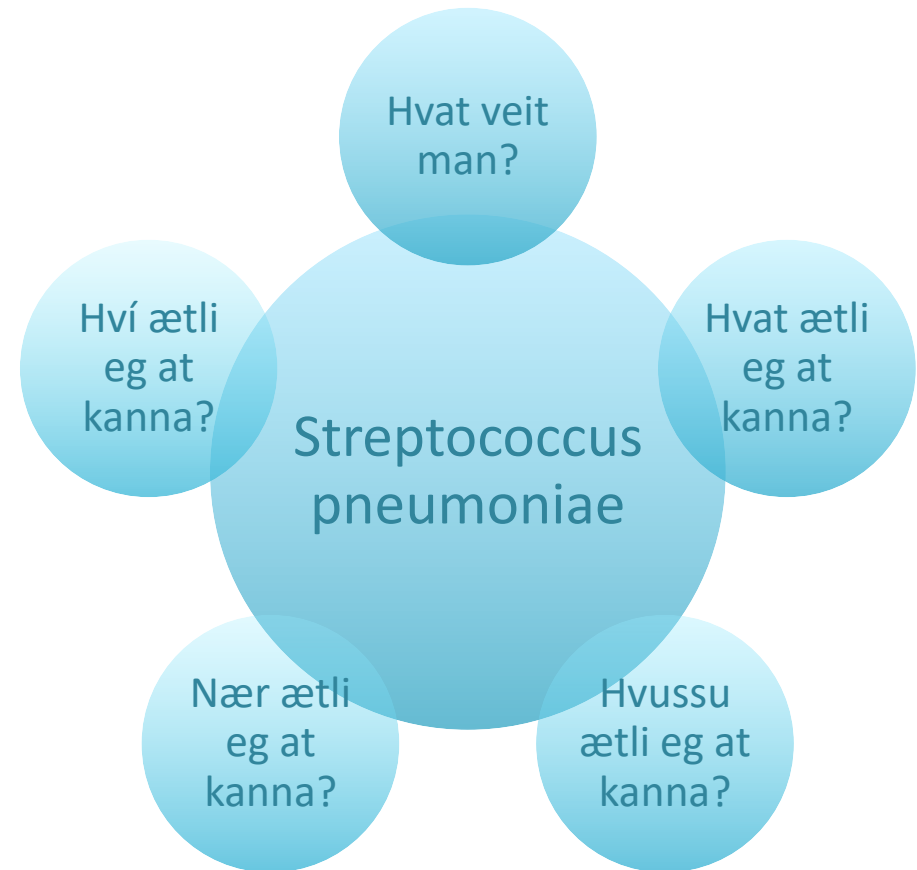 Hvat veit
man?
Hví ætli
eg at
kanna?
Hvat ætli
eg at
kanna?
Streptococcus
pneumoniae
Nær ætli
eg at
kanna?
Hvussu
ætli eg at
kanna?